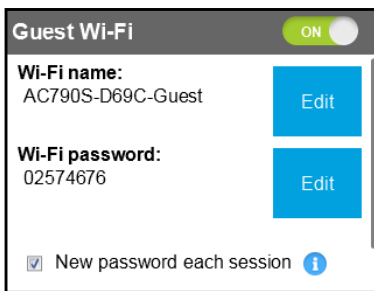 Guest Wi-Fi ON
Wi-Fi name:
AC790S-D69C-Guest
Edit
Wi-Fi password:
02574676
Edit
New password each session i